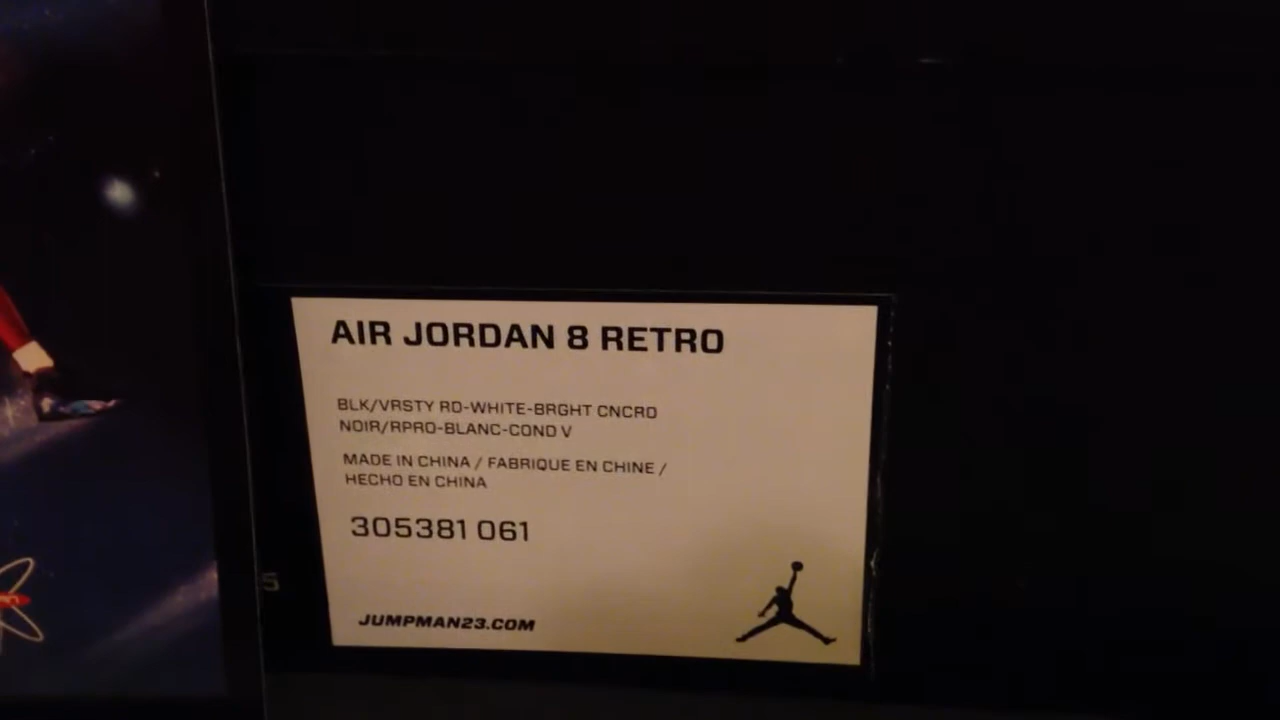 AIR JORDAN 8 RETRO
BLK/VRSTY RD-WHITE-BRGHT CNCRD
NOIR/RPRO-BLANC-COND V
MADE IN CHINA / FABRIQUE EN CHINE /
HECHO EN CHINA
305381 061
5
JUMPMAN23.COM